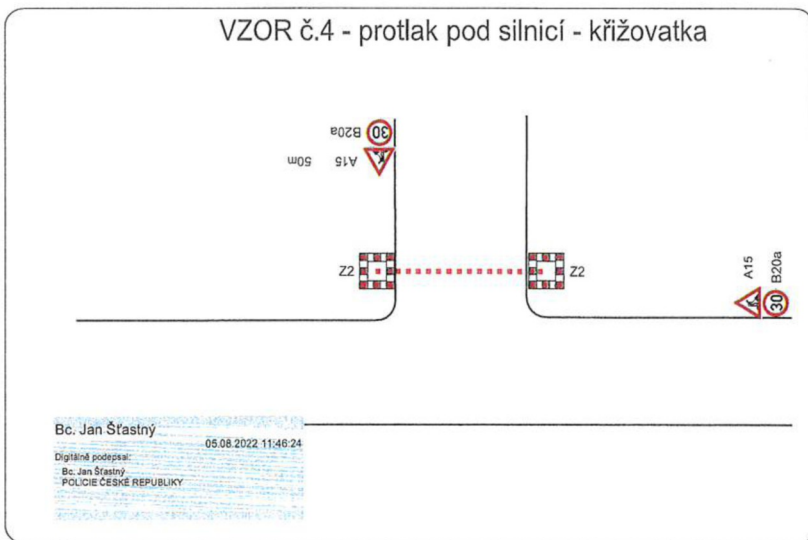 VZOR č.4 - protlak pod silnicí - křižovatka
30 B20a
A15 50m
Z2
Z2
A15
30 B20a
Bc. Jan Šťastný
05.08.2022 11:46:24
Digitálně podepsal:
Bc. Jan Šťastný
POLICIE ČESKÉ REPUBLIKY